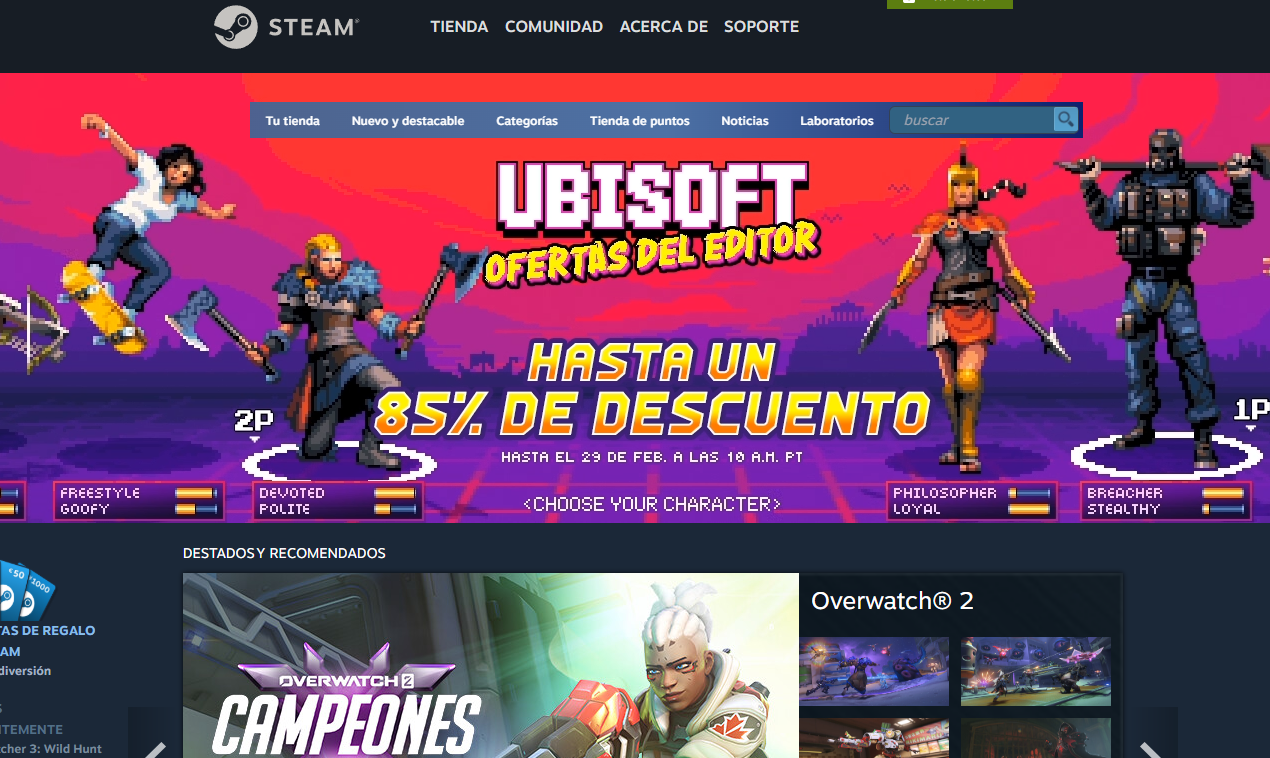 STEAM®
TIENDA COMUNIDAD ACERCA DE SOPORTE
Tu tienda Nuevo y destacable Categorías Tienda de puntos Noticias Laboratorios buscar
UBISOFT
OFERTAS DEL EDITOR
HASTA UN
85% DE DESCUENTO
HASTA EL 29 DE FEB. A LAS 10 A.M. PT
2P
1P
<CHOOSE YOUR CHARACTER>
FREESTYLE
GOOFY
DEVOTED
POLITE
PHILOSOPHER
LOYAL
BREACHER
STEALTHY
DESTADOS Y RECOMENDADOS
€50
€1000
TAS DE REGALO
AM
diversión
S
NTEMENTE
tcher 3: Wild Hunt
OVERWATCH 2
CAMPEONES
Overwatch® 2